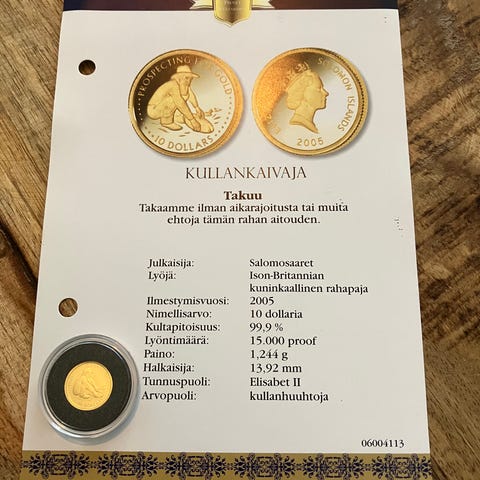 PROSPECTING FOR GOLD
10 DOLLARS
SOLOMON ISLANDS
2005
KULLANKAIVAJA
Takuu
Takaamme ilman aikarajoitusta tai muita
ehtoja tämän rahan aitouden.
Julkaisija: Salomosaaret
Lyöjä: Ison-Britannian
kuninkaallinen rahapaja
Ilmestymisvuosi: 2005
Nimellisarvo: 10 dollaria
Kultapitoisuus: 99,9 %
Lyöntimäärä: 15.000 proof
Paino: 1,244 g
Halkaisija: 13,92 mm
Tunnuspuoli: Elisabet II
Arvopuoli: kullanhuuhtoja
06004113